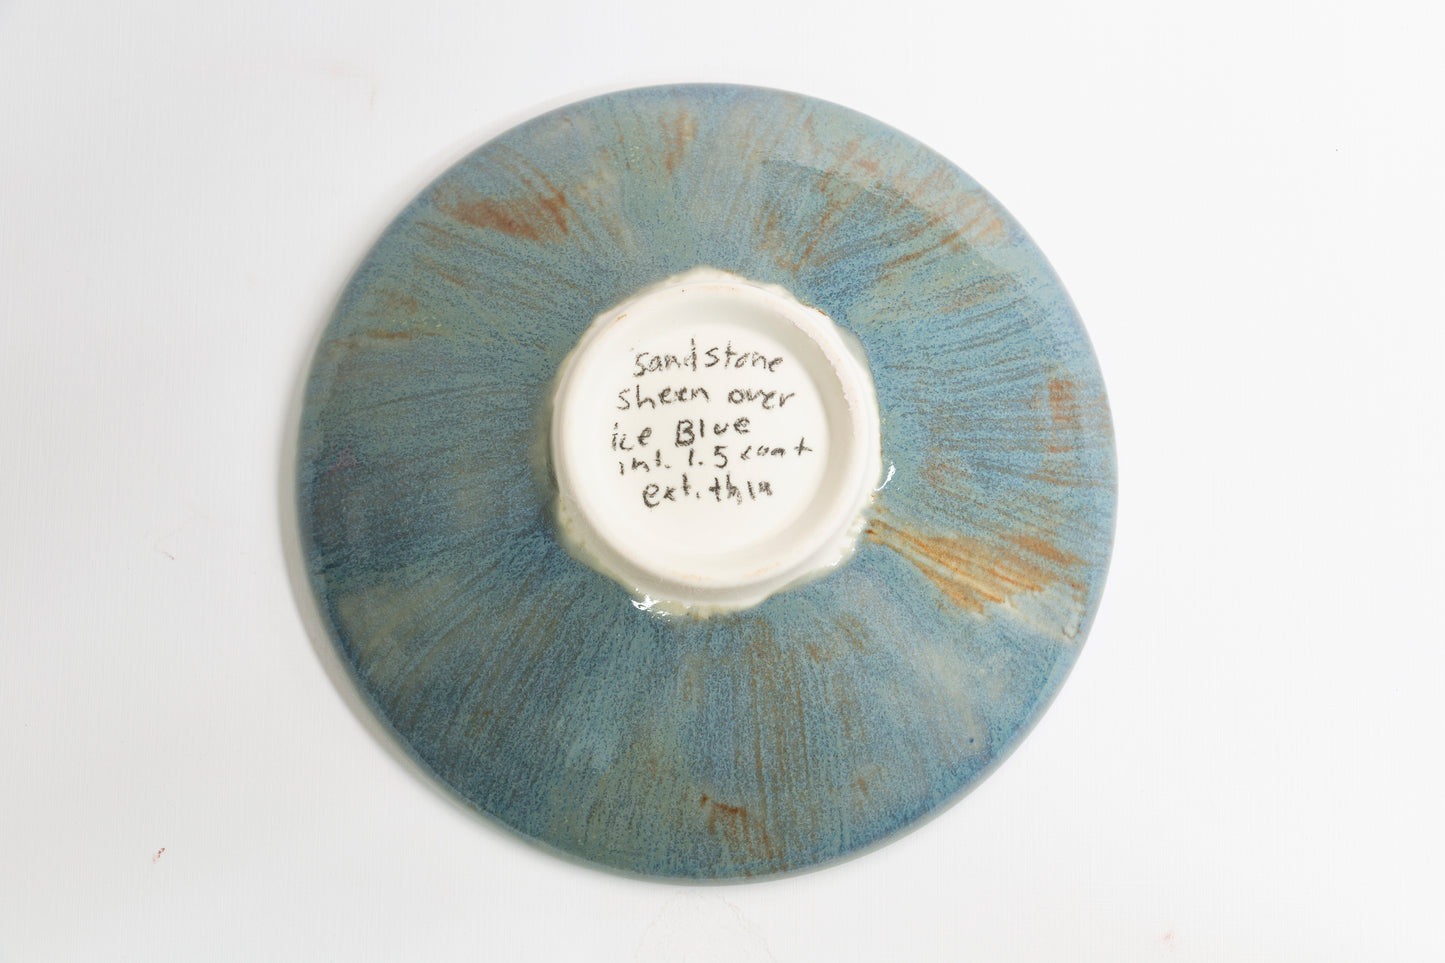 Sandstone
Sheen over
ice Blue
int. 1.5 coat
ext. thin